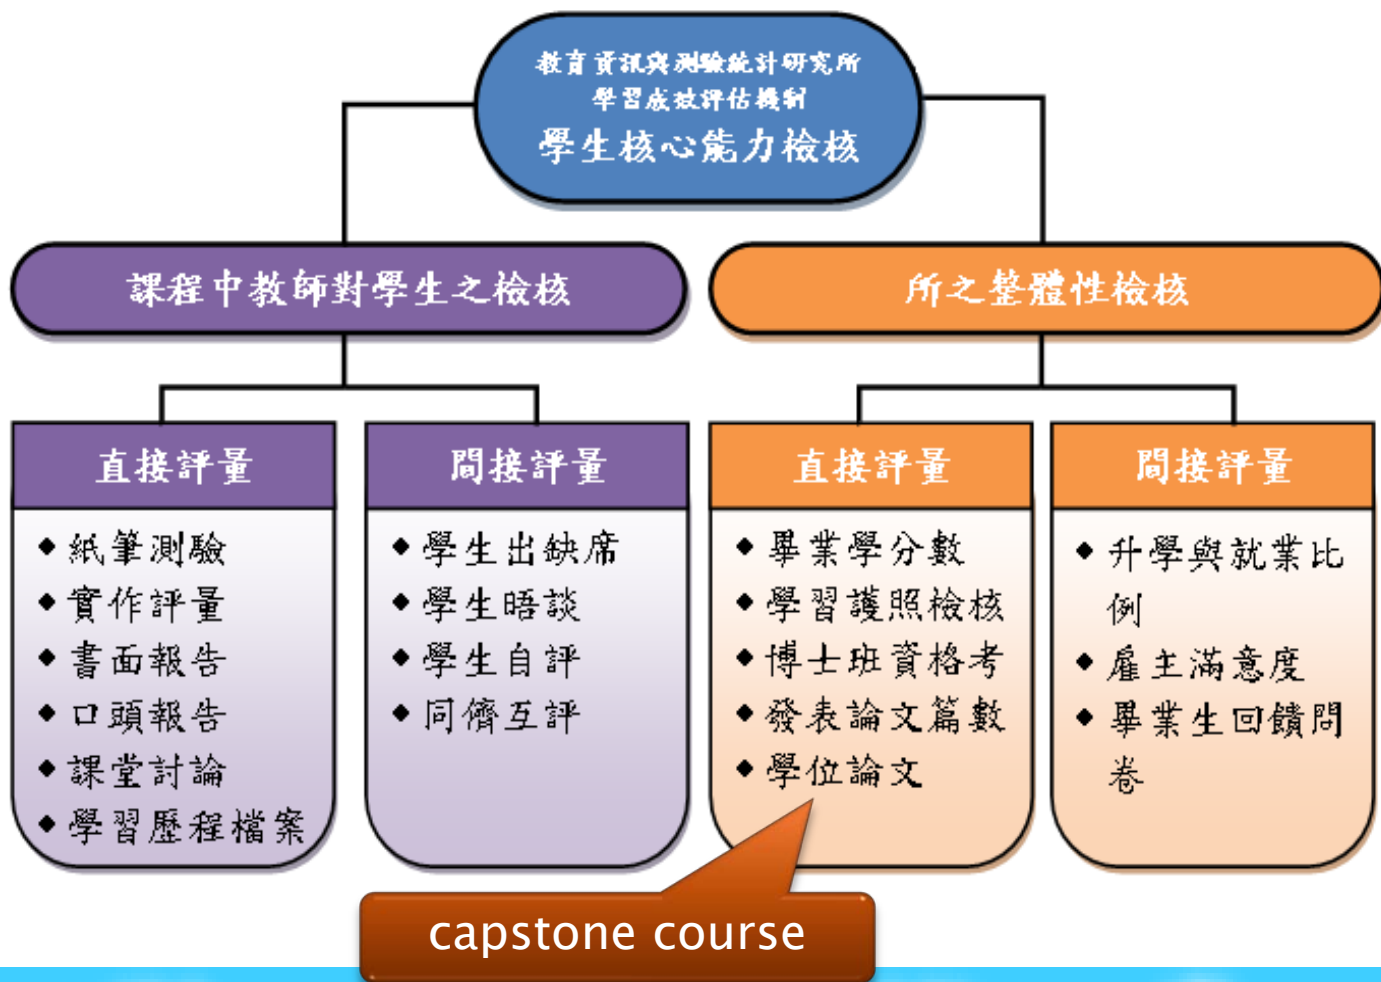 教育資訊與測驗統計研究所
學習成效評估機制
學生核心能力檢核
課程中教師對學生之檢核
所之整體性檢核
直接評量
◆紙筆測驗
◆實作評量
◆書面報告
◆口頭報告
◆課堂討論
◆學習歷程檔案
間接評量
◆學生出缺席
◆學生晤談
◆學生自評
◆同儕互評
直接評量
◆畢業學分數
◆學習護照檢核
◆博士班資格考
◆發表論文篇數
◆學位論文
間接評量
◆升學與就業比
例
◆雇主滿意度
◆畢業生回饋問
卷
capstone course